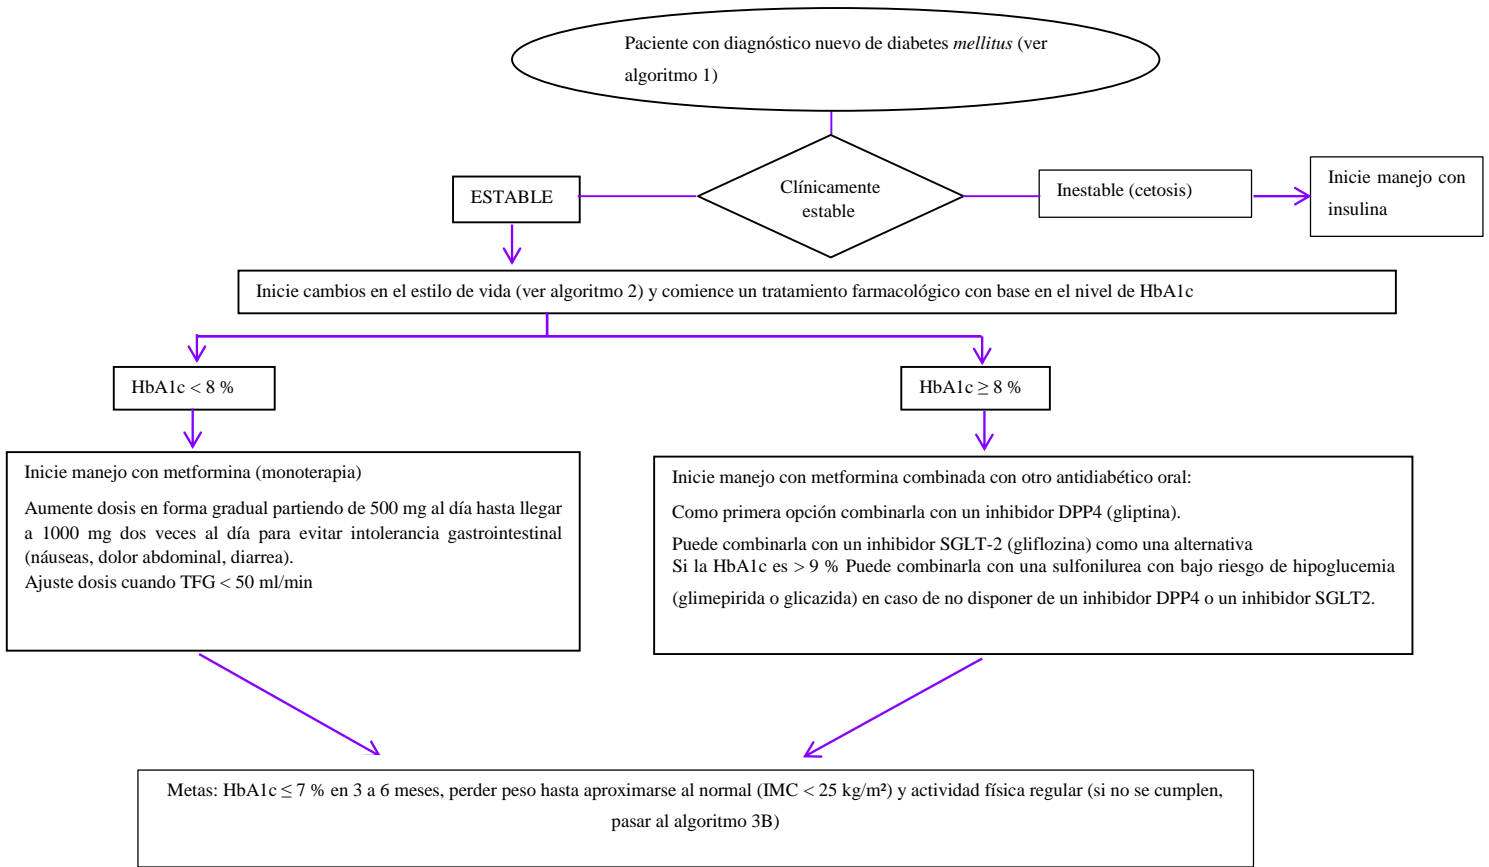 Paciente con diagnóstico nuevo de diabetes mellitus (ver
algoritmo 1)
Clínicamente
estable
ESTABLE
Inestable (cetosis)
Inicie manejo con
insulina
Inicie cambios en el estilo de vida (ver algoritmo 2) y comience un tratamiento farmacológico con base en el nivel de HbA1c
HbA1c < 8 %
HbA1c ≥ 8 %
Inicie manejo con metformina (monoterapia)
Aumente dosis en forma gradual partiendo de 500 mg al día hasta llegar
a 1000 mg dos veces al día para evitar intolerancia gastrointestinal
(náuseas, dolor abdominal, diarrea).
Ajuste dosis cuando TFG < 50 ml/min
Inicie manejo con metformina combinada con otro antidiabético oral:
Como primera opción combinarla con un inhibidor DPP4 (gliptina).
Puede combinarla con un inhibidor SGLT-2 (gliflozina) como una alternativa
Si la HbA1c es > 9 % Puede combinarla con una sulfonilurea con bajo riesgo de hipoglucemia
(glimepirida o glicazida) en caso de no disponer de un inhibidor DPP4 o un inhibidor SGLT2.
Metas: HbA1c ≤ 7 % en 3 a 6 meses, perder peso hasta aproximarse al normal (IMC < 25 kg/m²) y actividad física regular (si no se cumplen,
pasar al algoritmo 3B)